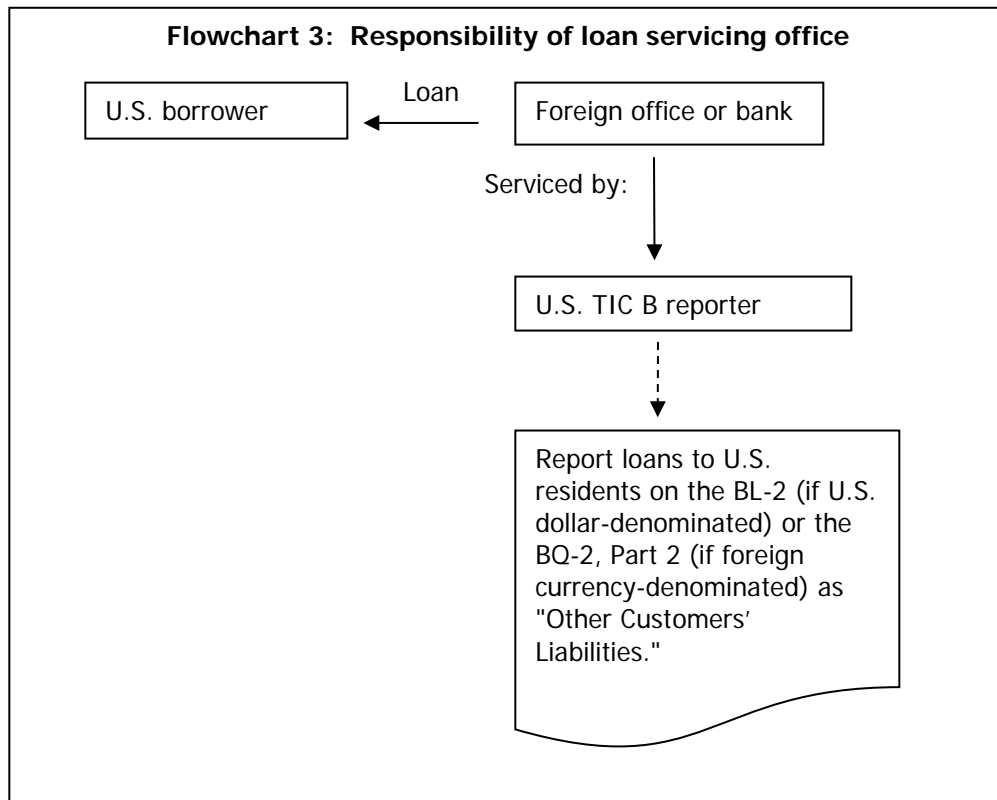 Flowchart 3: Responsibility of loan servicing office
U.S. borrower
Loan
Foreign office or bank
Serviced by:
U.S. TIC B reporter
Report loans to U.S.
residents on the BL-2 (if U.S.
dollar-denominated) or the
BQ-2, Part 2 (if foreign
currency-denominated) as
"Other Customers’
Liabilities."